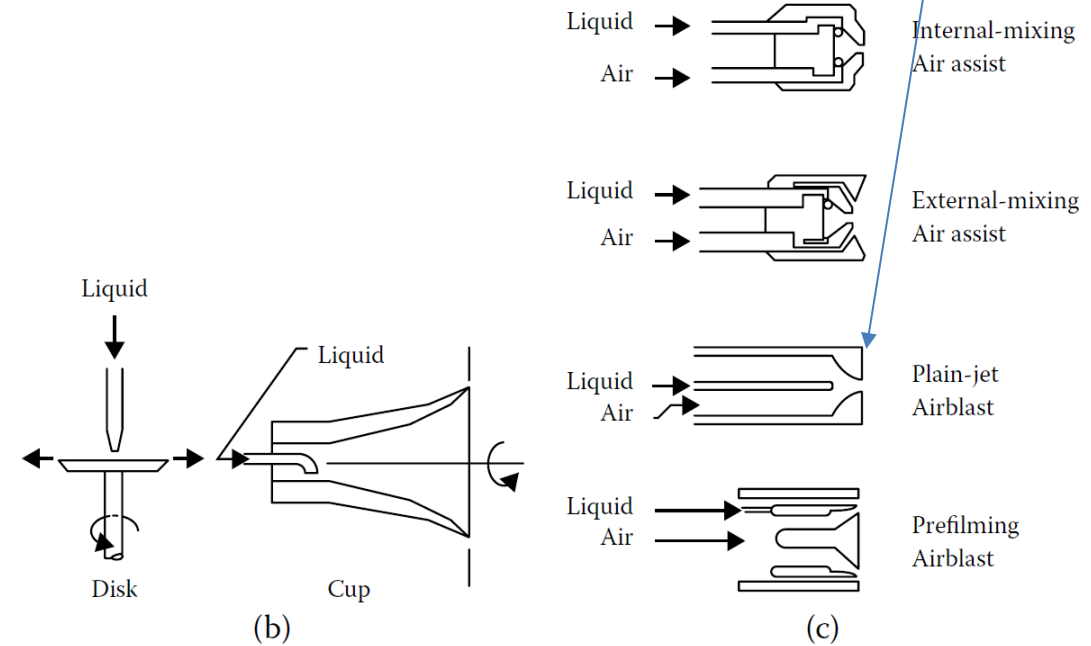 Liquid
Air
Internal-mixing
Air assist
Liquid
Air
External-mixing
Air assist
Liquid
Liquid
Disk
Cup
(b)
Liquid
Air
Plain-jet
Airblast
Liquid
Air
Prefilming
Airblast
(c)